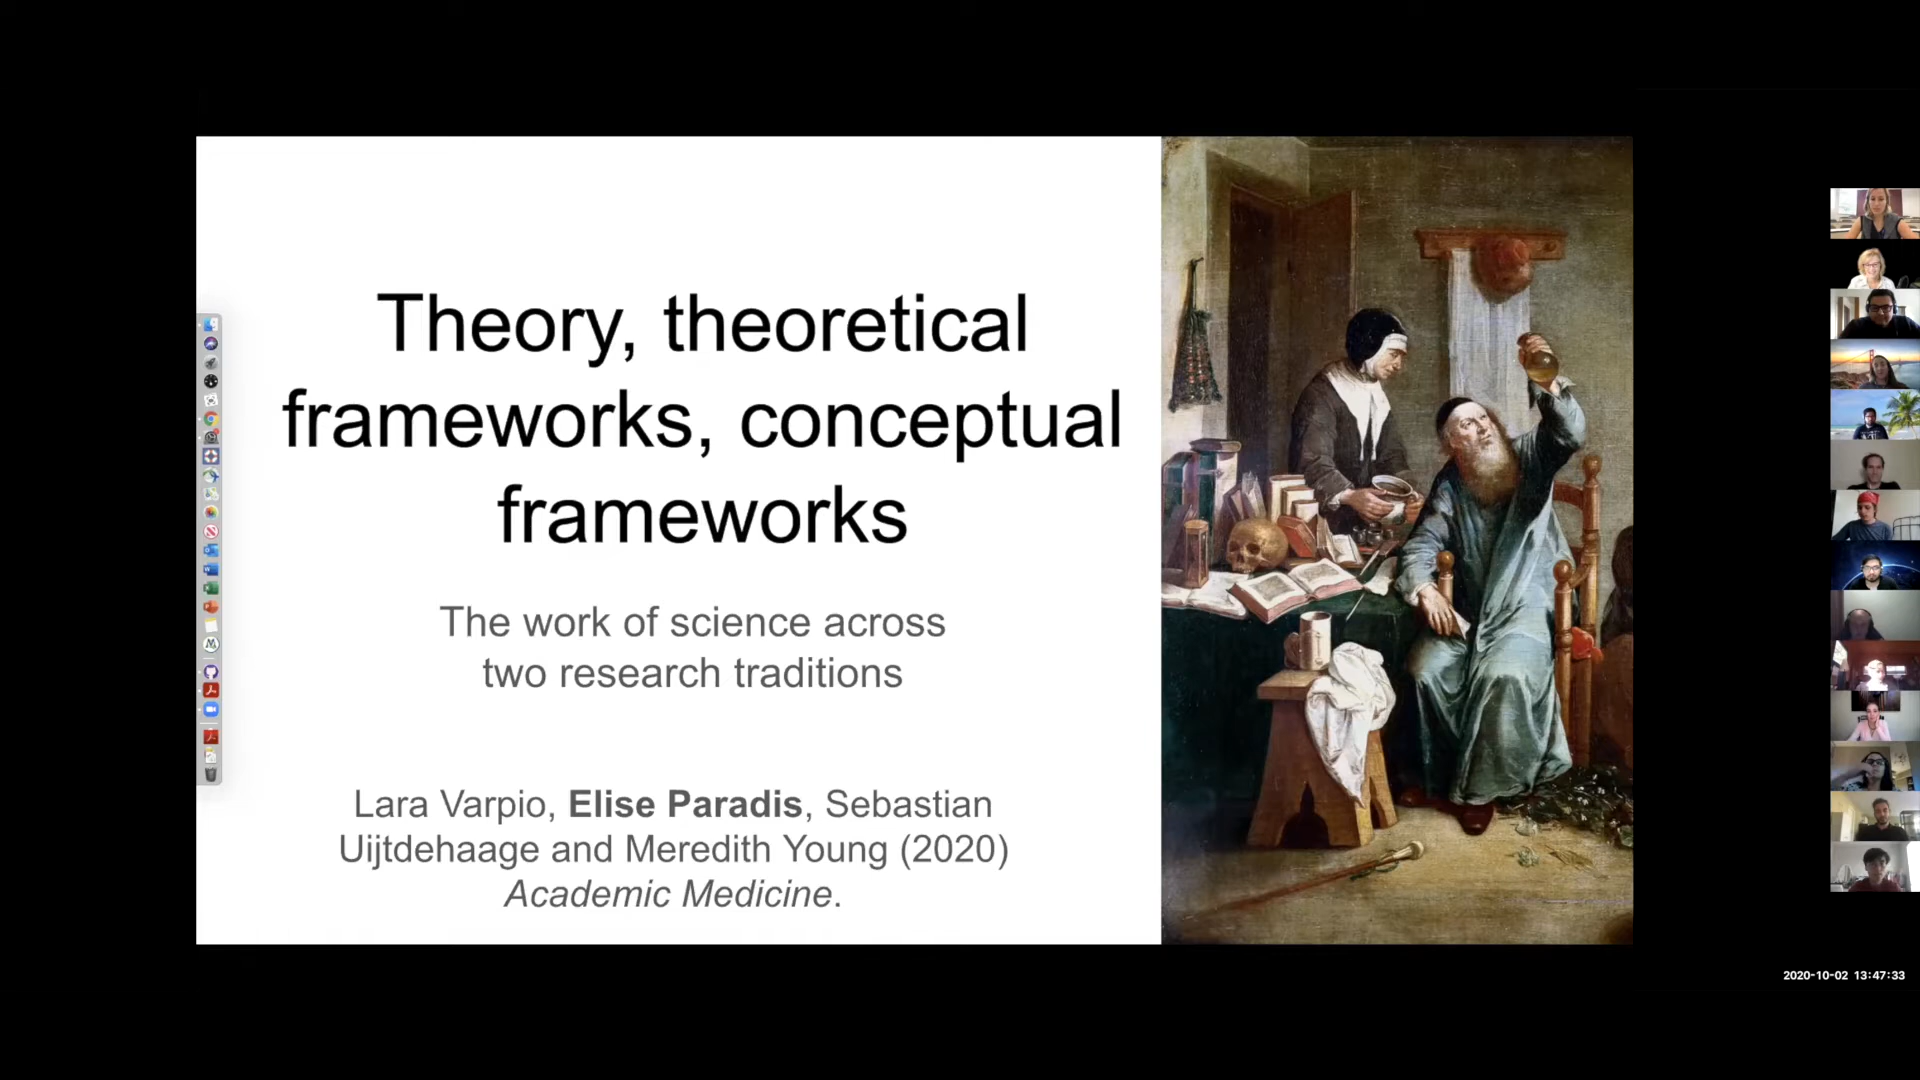 Theory, theoretical
frameworks, conceptual
frameworks
The work of science across
two research traditions
Lara Varpio, Elise Paradis, Sebastian
Uijtdehaage and Meredith Young (2020)
Academic Medicine.
2020-10-02 13:47:33